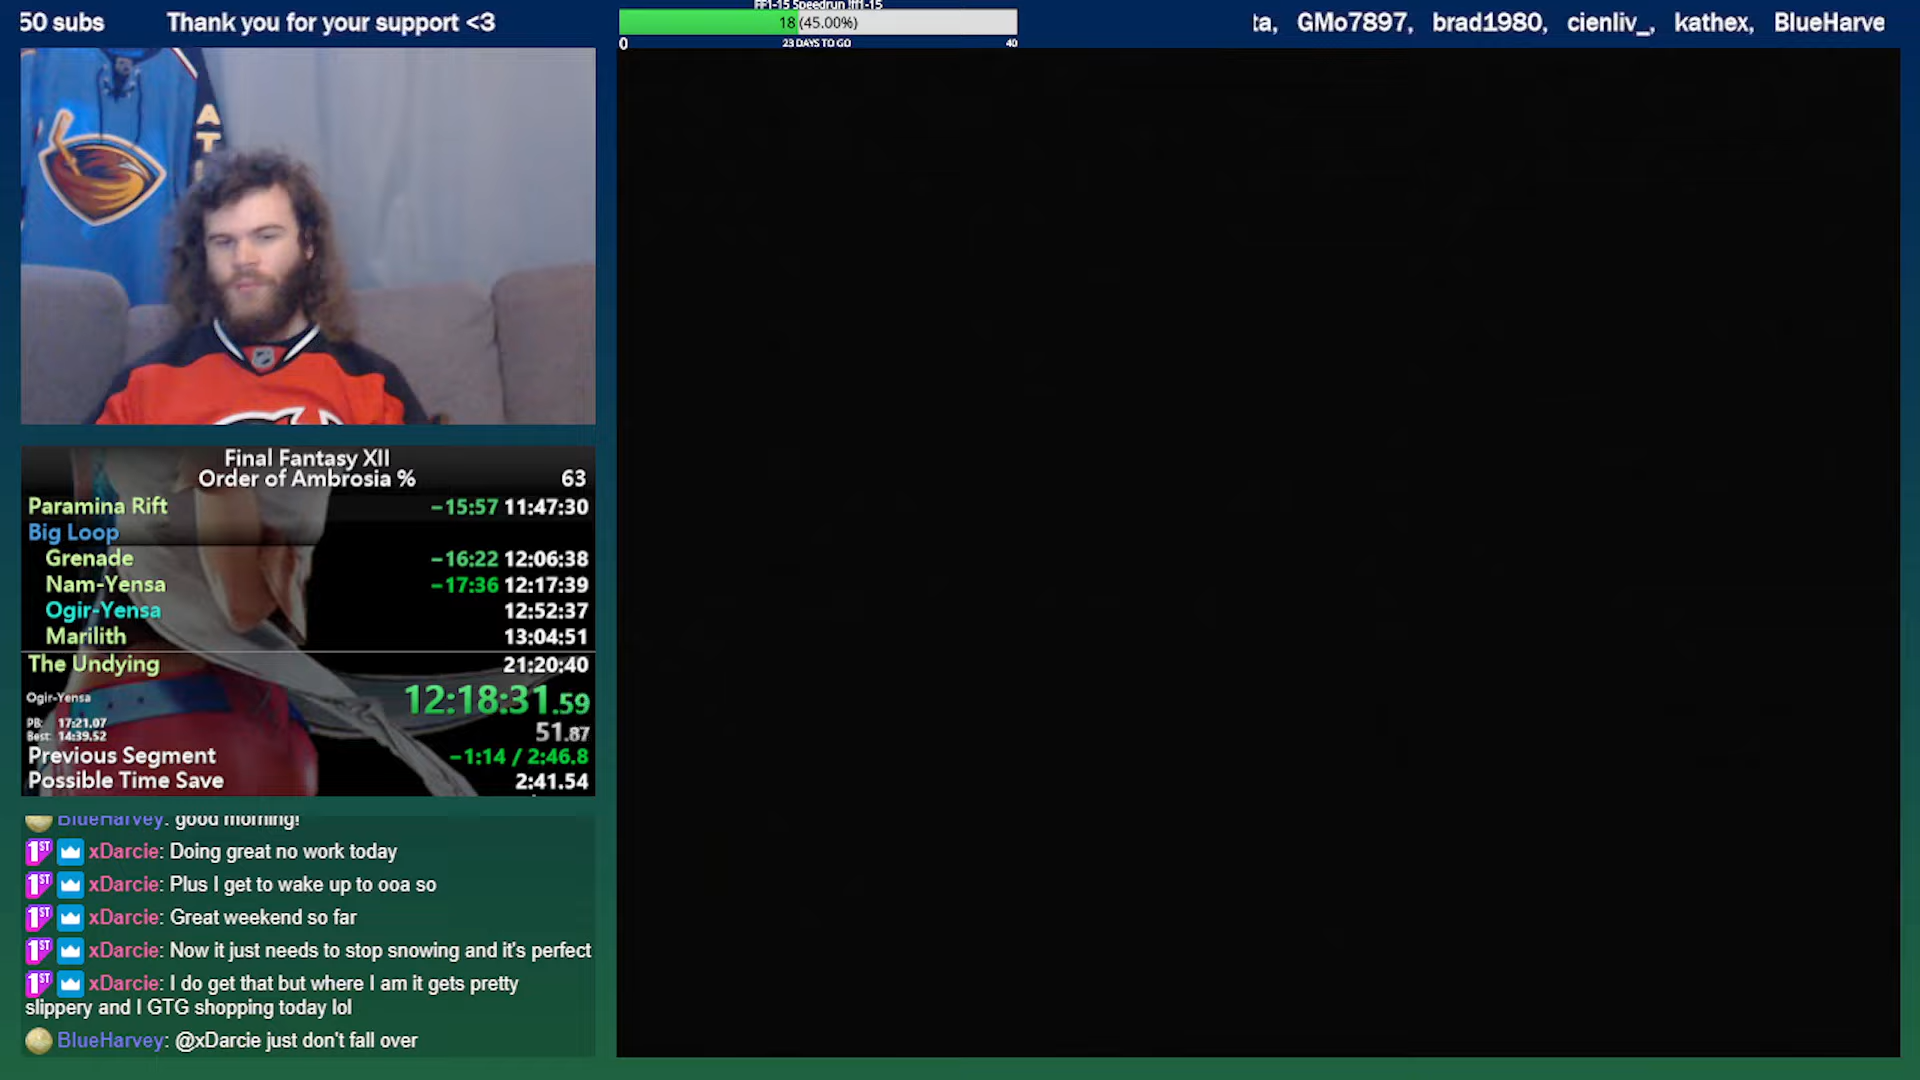 50 subs
Thank you for your support <3
FF1-15 Speedrun !ff1-15
18 (45.00%)
0
23 DAYS TO GO
40
ta, GMo7897, brad1980, cienliv_, kathex, BlueHarve
Final Fantasy XII
Order of Ambrosia %
63
Paramina Rift −15:57 11:47:30
Big Loop
Grenade −16:22 12:06:38
Nam-Yensa −17:36 12:17:39
Ogir-Yensa 12:52:37
Marilith 13:04:51
The Undying 21:20:40
Ogir-Yensa
12:18:31.59
PB: 17:21.07
Best: 14:39.52
51.87
Previous Segment −1:14 / 2:46.8
Possible Time Save 2:41.54
BlueHarvey: good morning!
1ST xDarcie: Doing great no work today
1ST xDarcie: Plus I get to wake up to ooa so
1ST xDarcie: Great weekend so far
1ST xDarcie: Now it just needs to stop snowing and it's perfect
1ST xDarcie: I do get that but where I am it gets pretty
slippery and I GTG shopping today lol
BlueHarvey: @xDarcie just don't fall over